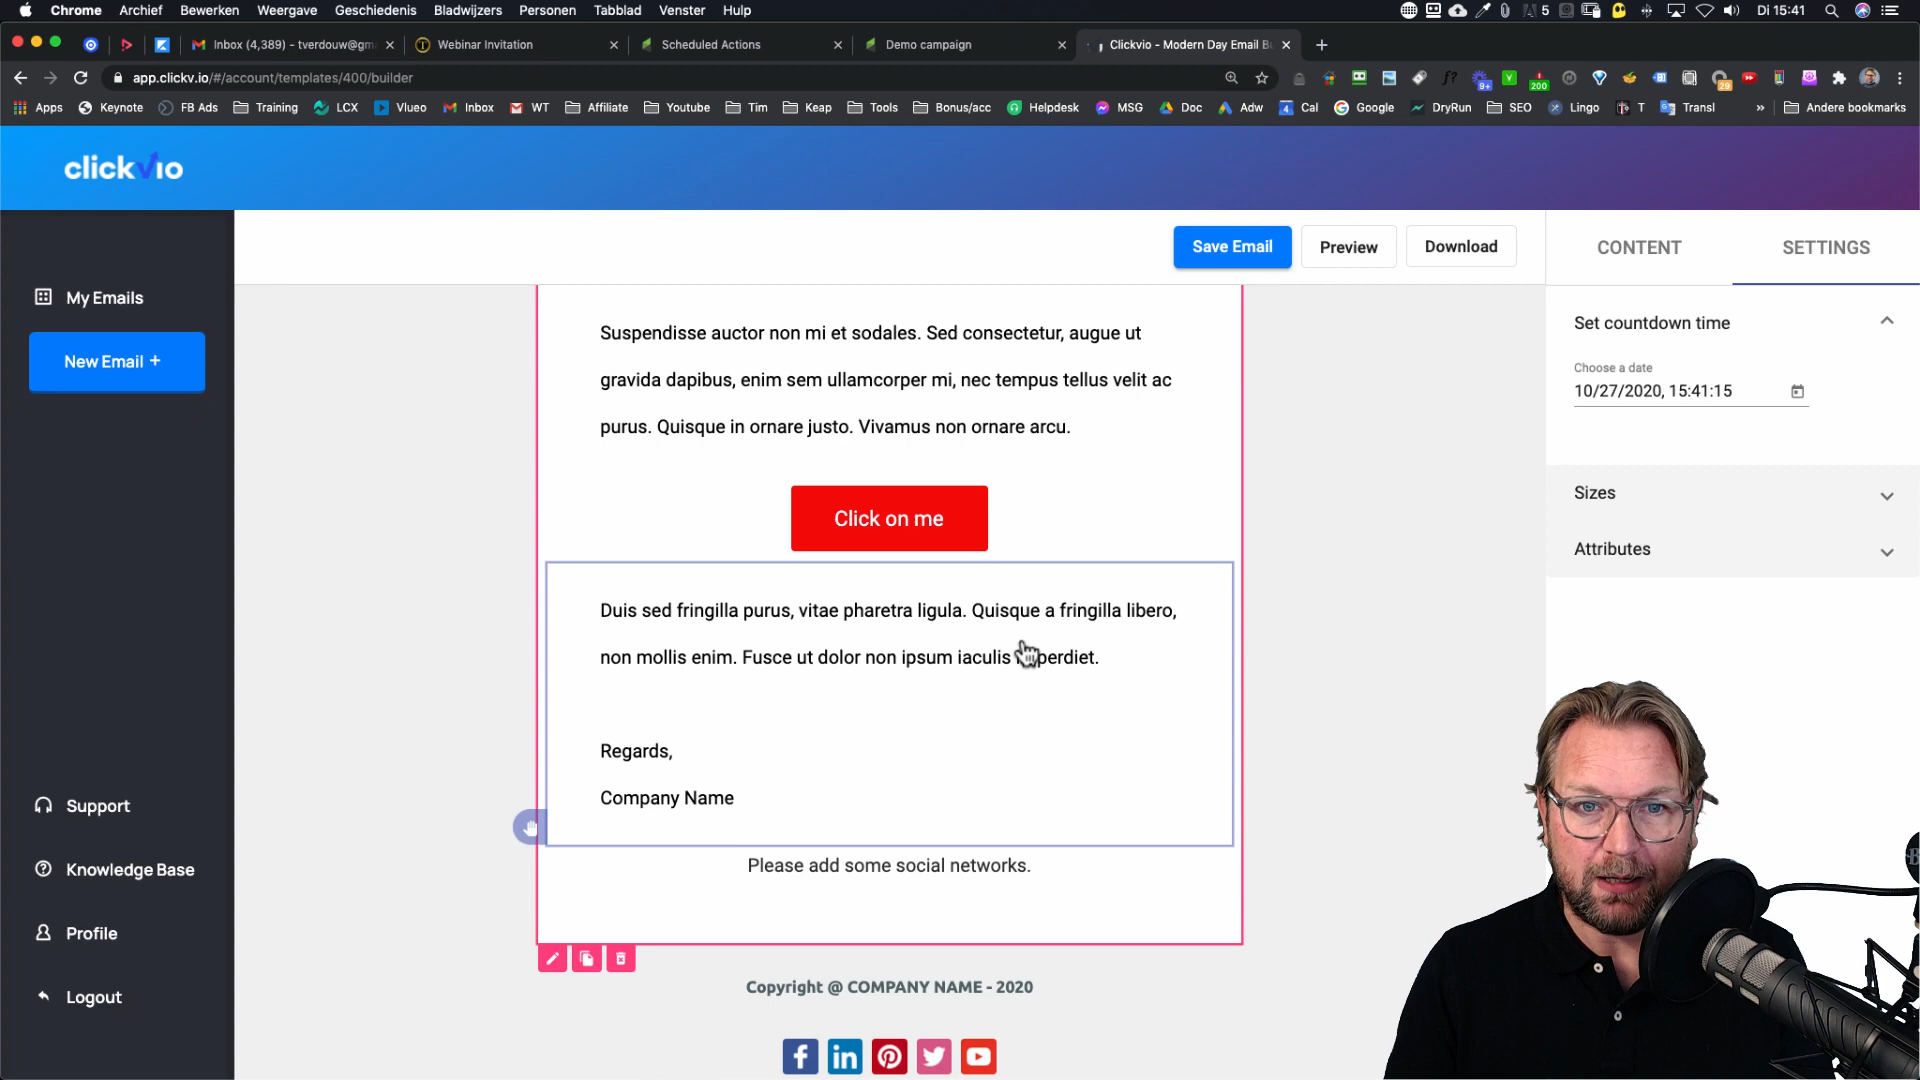 Chrome Archief Bewerken Weergave Geschiedenis Bladwijzers Personen Tabblad Venster Hulp
5
Di 15:41
Inbox (4,389) - tverdouw@gm
Webinar Invitation
Scheduled Actions
Demo campaign
Clickvio - Modern Day Email B
app.clickv.io/#/account/templates/400/builder
Apps Keynote FB Ads Training LCX Vlueo Inbox WT Affiliate Youtube Tim Keap Tools Bonus/acc Helpdesk MSG Doc Adw Cal Google DryRun SEO Lingo T Transl » Andere bookmarks
clickvio
Save Email
Preview
Download
CONTENT
SETTINGS
My Emails
New Email +
Set countdown time
Choose a date
10/27/2020, 15:41:15
Sizes
Attributes
Suspendisse auctor non mi et sodales. Sed consectetur, augue ut
gravida dapibus, enim sem ullamcorper mi, nec tempus tellus velit ac
purus. Quisque in ornare justo. Vivamus non ornare arcu.
Click on me
Duis sed fringilla purus, vitae pharetra ligula. Quisque a fringilla libero,
non mollis enim. Fusce ut dolor non ipsum iaculis imperdiet.
Regards,
Company Name
Please add some social networks.
Copyright @ COMPANY NAME - 2020
Support
Knowledge Base
Profile
Logout